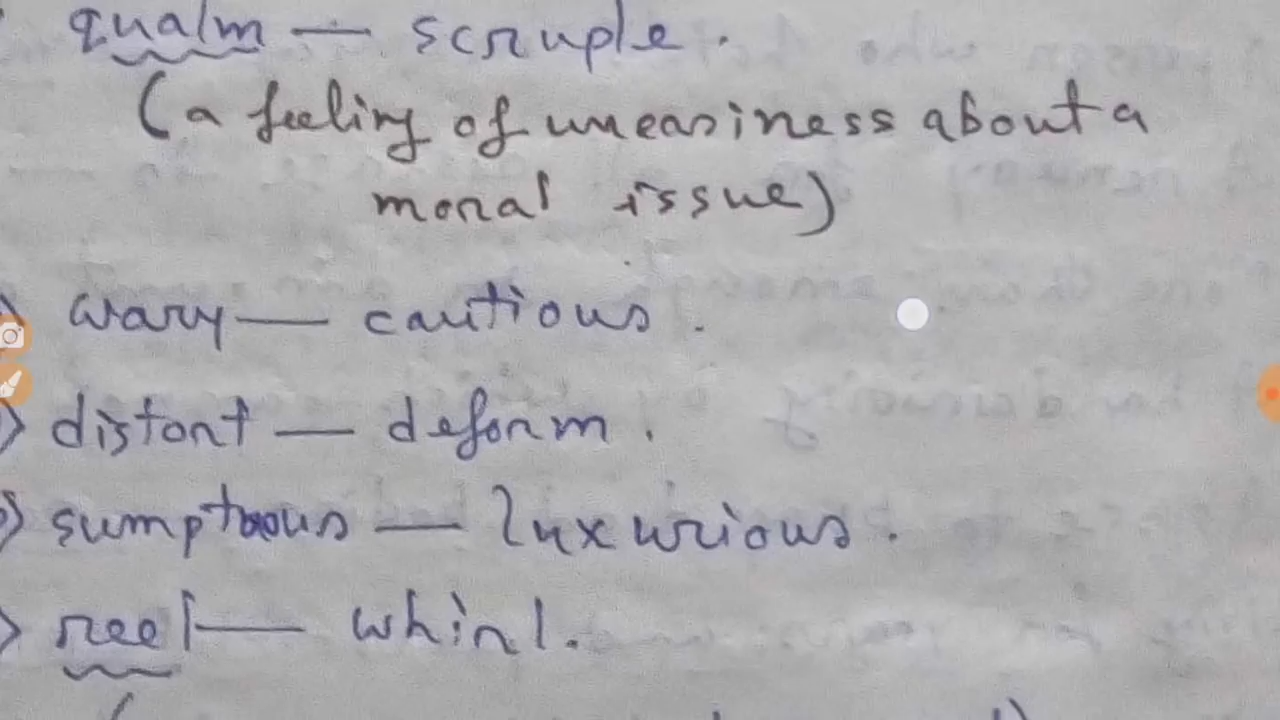 qualm — scruple.
(a feeling of uneasiness about a
moral issue)
wary — cautious.
distort — deform.
sumptuous — luxurious.
reel — whirl.